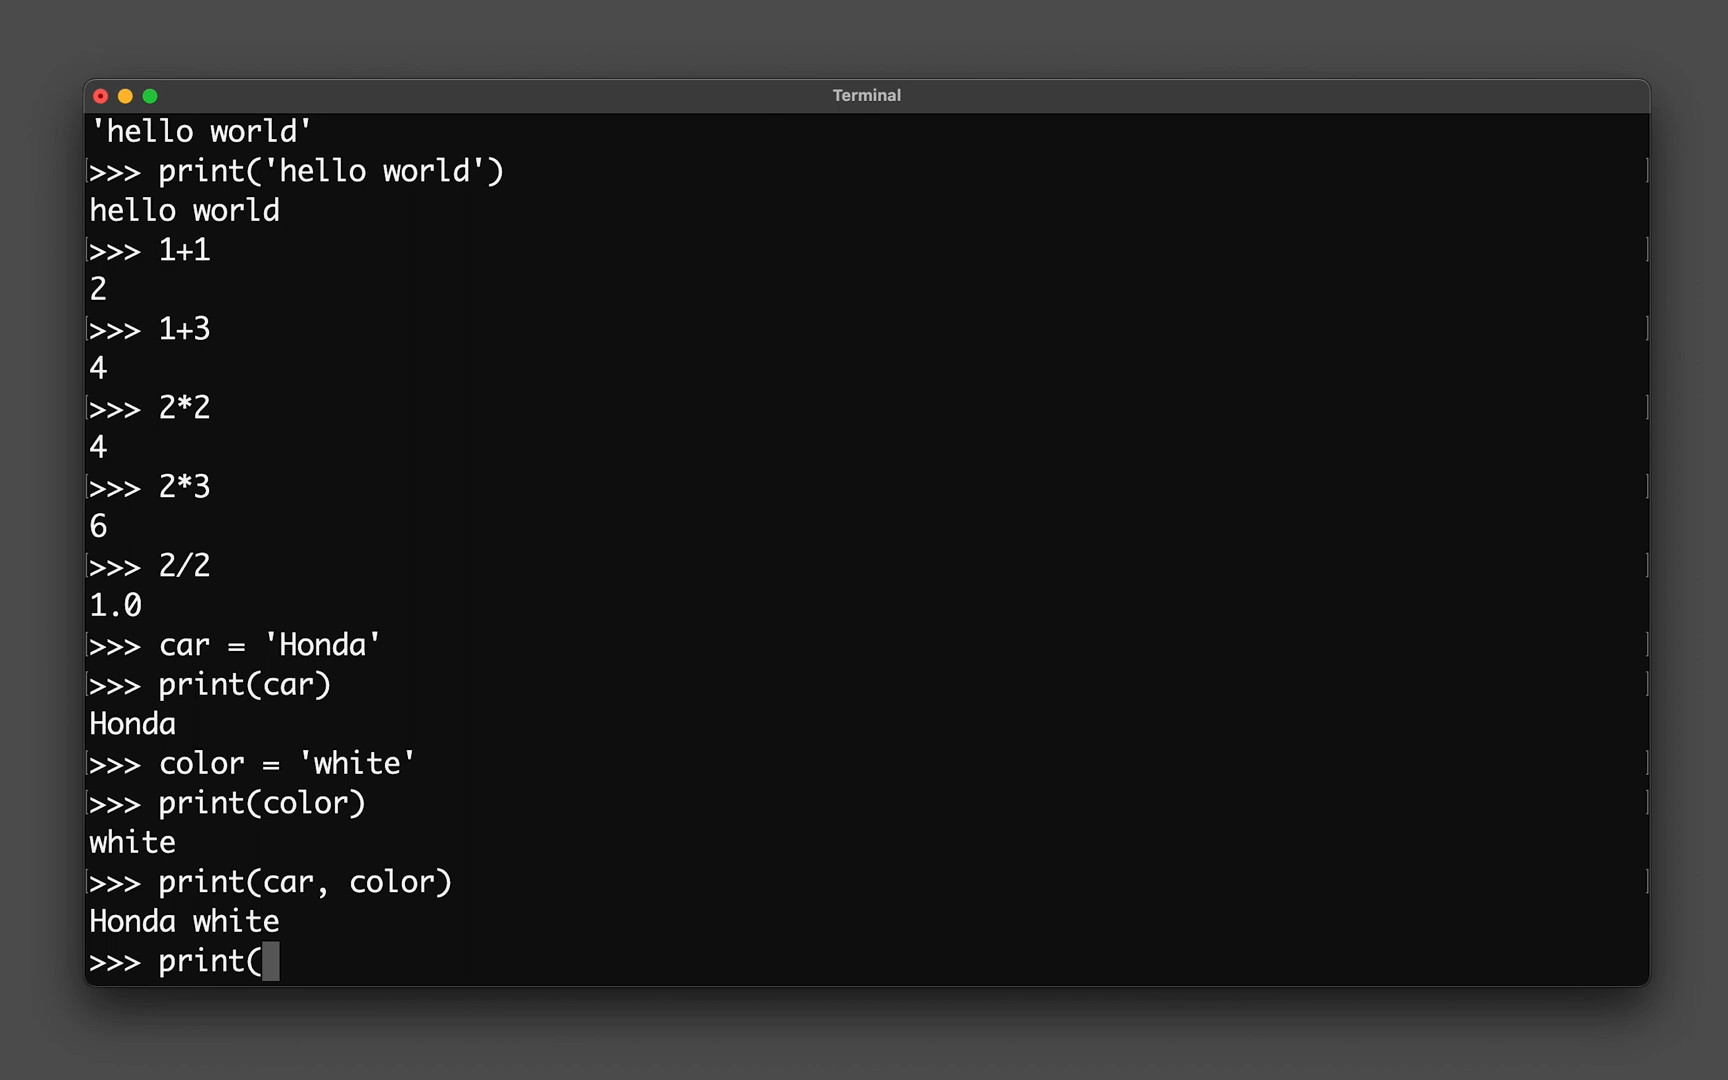 Terminal
'hello world'
>>> print('hello world')
hello world
>>> 1+1
2
>>> 1+3
4
>>> 2*2
4
>>> 2*3
6
>>> 2/2
1.0
>>> car = 'Honda'
>>> print(car)
Honda
>>> color = 'white'
>>> print(color)
white
>>> print(car, color)
Honda white
>>> print(